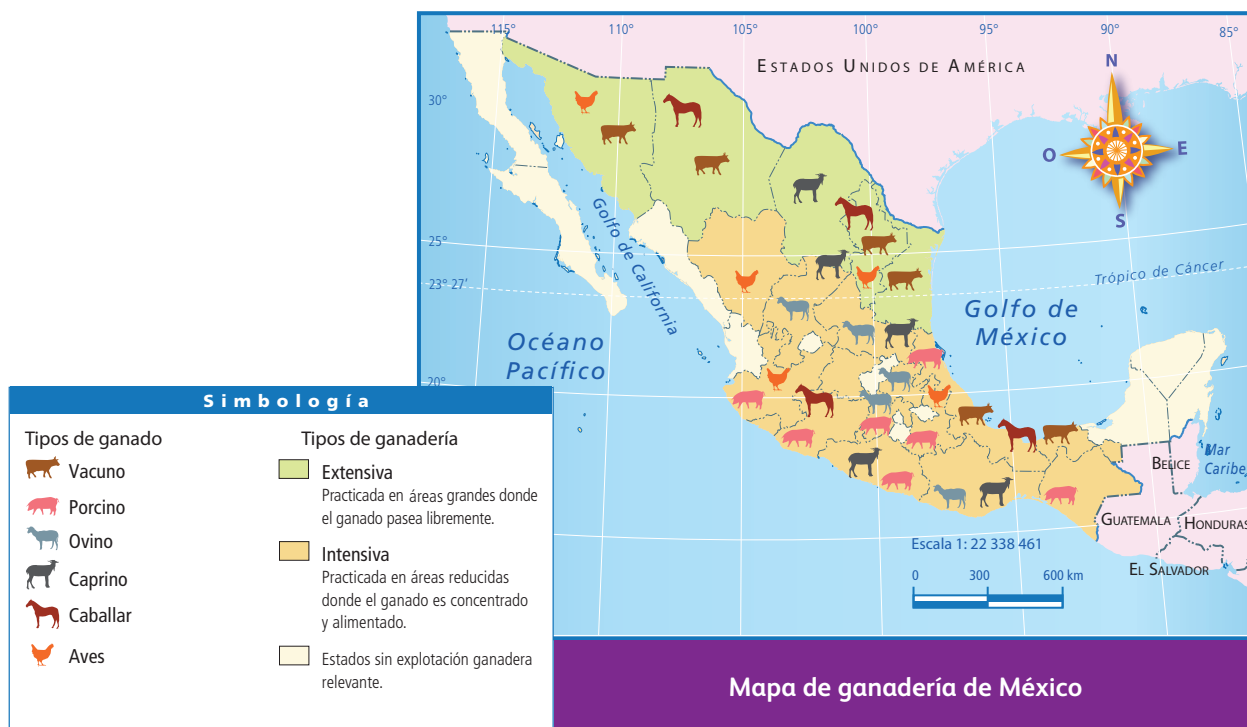 115°
110°
105°
100°
95°
90°
85°
ESTADOS UNIDOS DE AMÉRICA
N
30°
O
E
S
Golfo de California
25°
Trópico de Cáncer
23° 27'
Golfo de
México
Océano
Pacífico
20°
Mar
Caribe
BELICE
GUATEMALA
HONDURAS
EL SALVADOR
Escala 1: 22 338 461
0 300 600 km
Simbología
Tipos de ganado
Vacuno
Porcino
Ovino
Caprino
Caballar
Aves
Tipos de ganadería
Extensiva
Practicada en áreas grandes donde
el ganado pasea libremente.
Intensiva
Practicada en áreas reducidas
donde el ganado es concentrado
y alimentado.
Estados sin explotación ganadera
relevante.
Mapa de ganadería de México